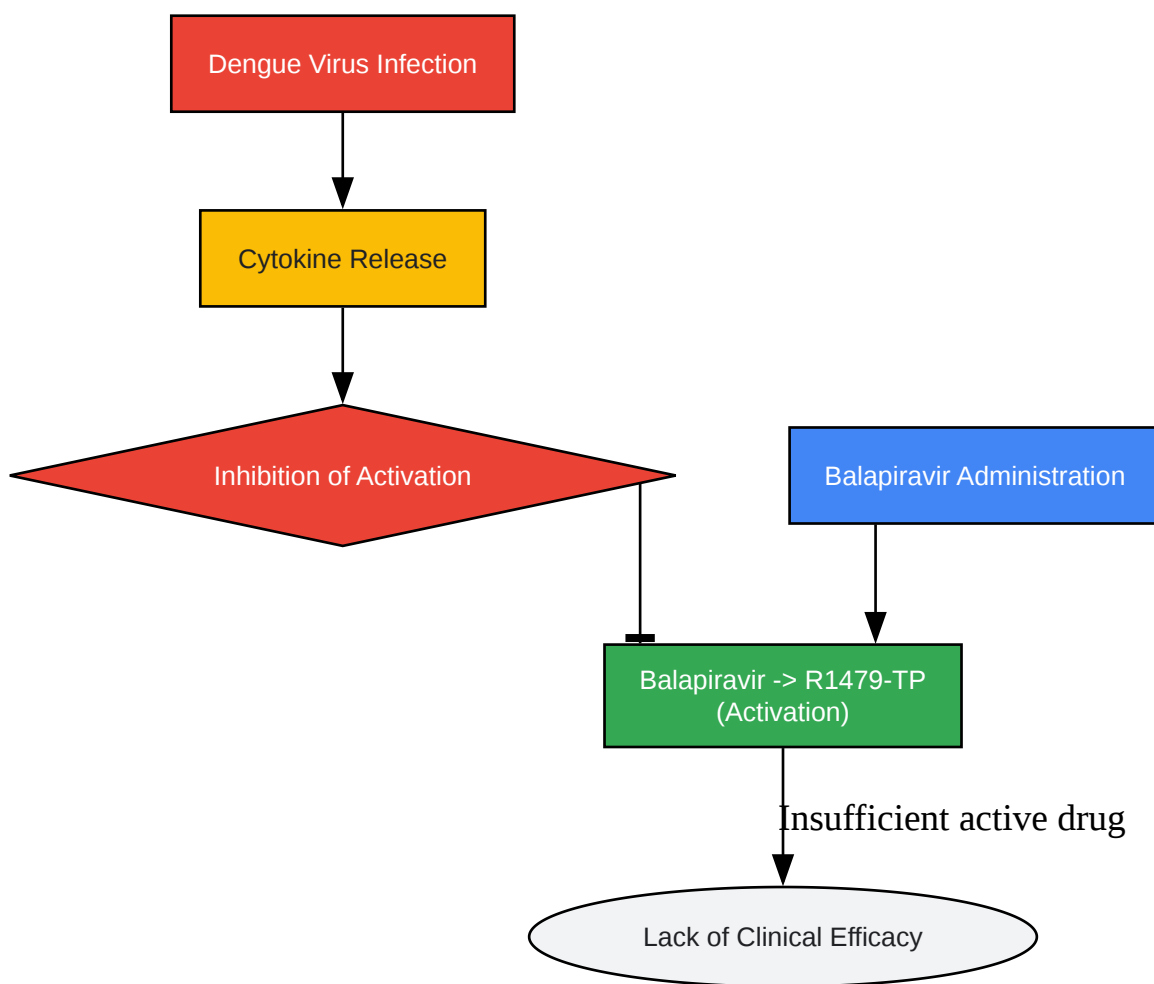 Dengue Virus Infection
Cytokine Release
Inhibition of Activation
Balapiravir Administration
Balapiravir -> R1479-TP
(Activation)
Insufficient active drug
Lack of Clinical Efficacy